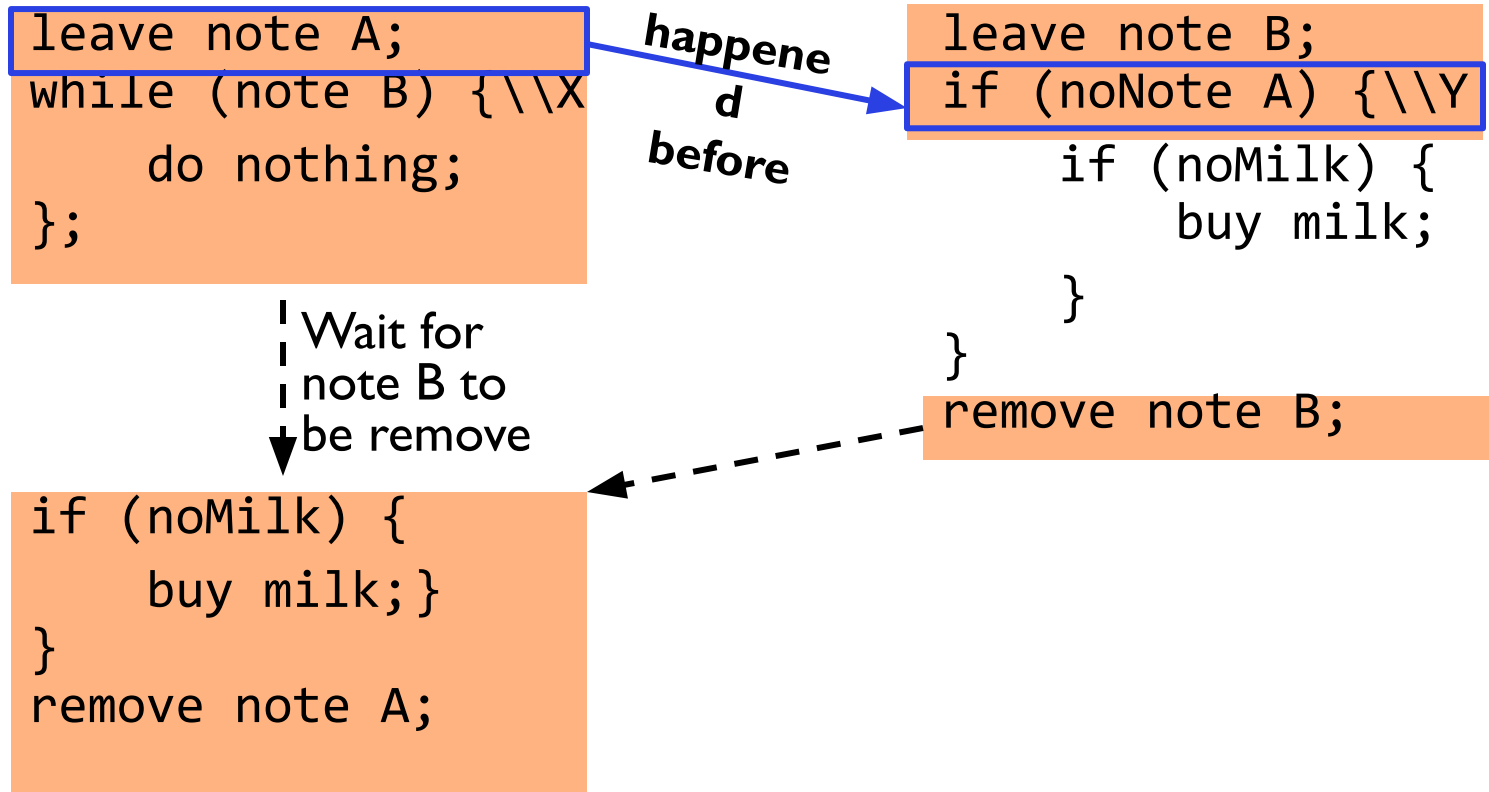 leave note A;
while (note B) {\\X
do nothing;
};
happene
d
before
leave note B;
if (noNote A) {\\Y
if (noMilk) {
buy milk;
}
}
remove note B;
Wait for
note B to
be remove
if (noMilk) {
buy milk;}
}
remove note A;